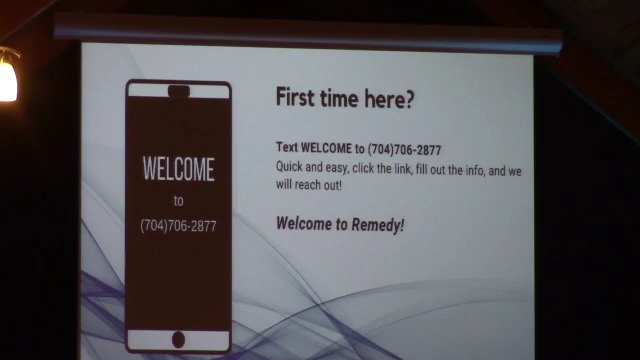 WELCOME
to
(704)706-2877
First time here?
Text WELCOME to (704)706-2877
Quick and easy, click the link, fill out the info, and we
will reach out!
Welcome to Remedy!